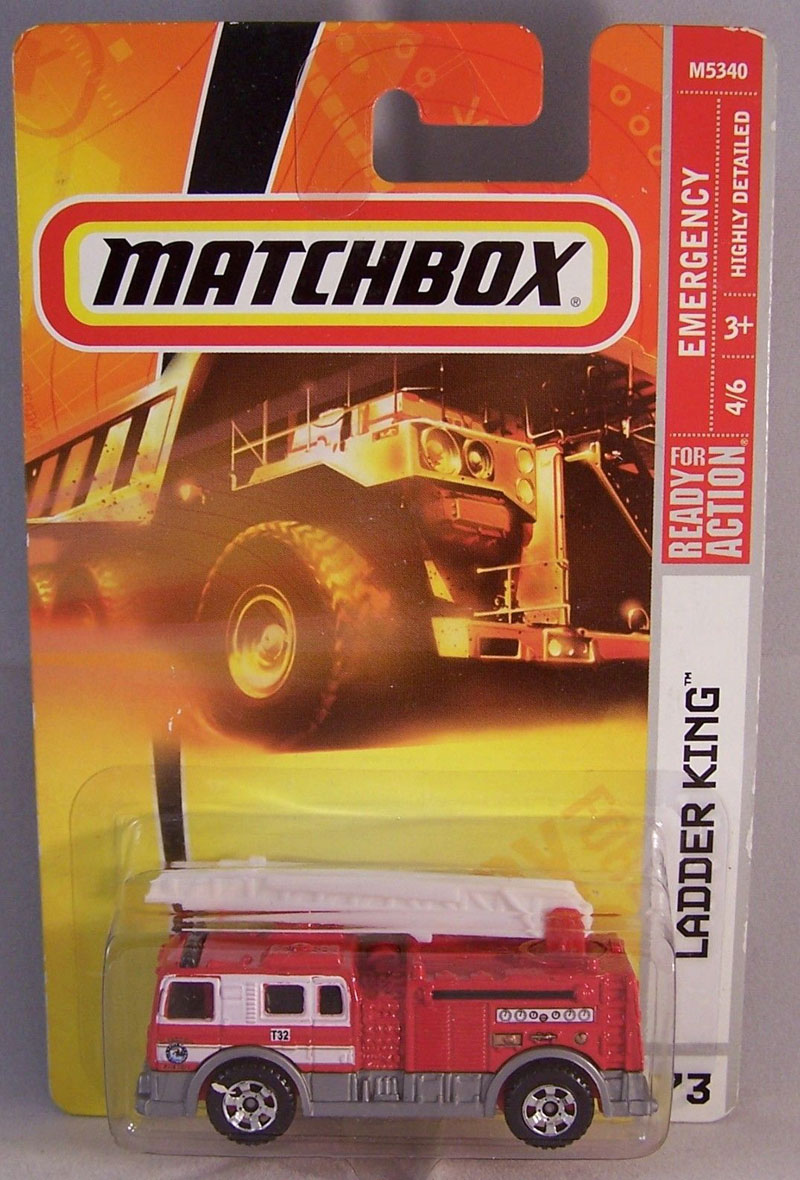 M5340
MATCHBOX®
EMERGENCY
HIGHLY DETAILED
3+
4/6
READY FOR ACTION®
LADDER KING™
73
T32